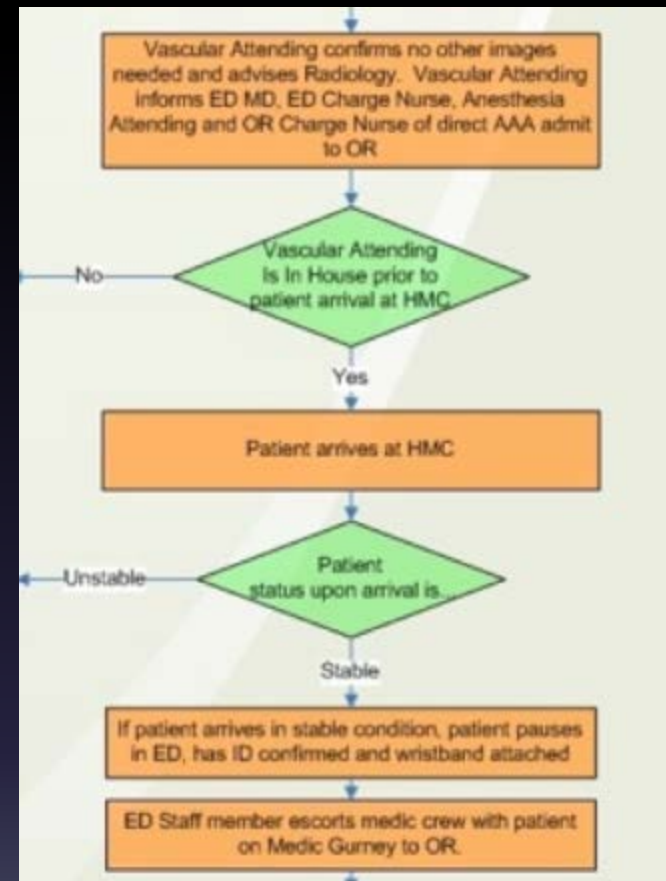 Vascular Attending confirms no other images
needed and advises Radiology. Vascular Attending
informs ED MD, ED Charge Nurse, Anesthesia
Attending and OR Charge Nurse of direct AAA admit
to OR
Vascular Attending
Is In House prior to
patient arrival at HMC
No
Yes
Patient arrives at HMC
Patient
status upon arrival is...
Unstable
Stable
If patient arrives in stable condition, patient pauses
in ED, has ID confirmed and wristband attached
ED Staff member escorts medic crew with patient
on Medic Gurney to OR.